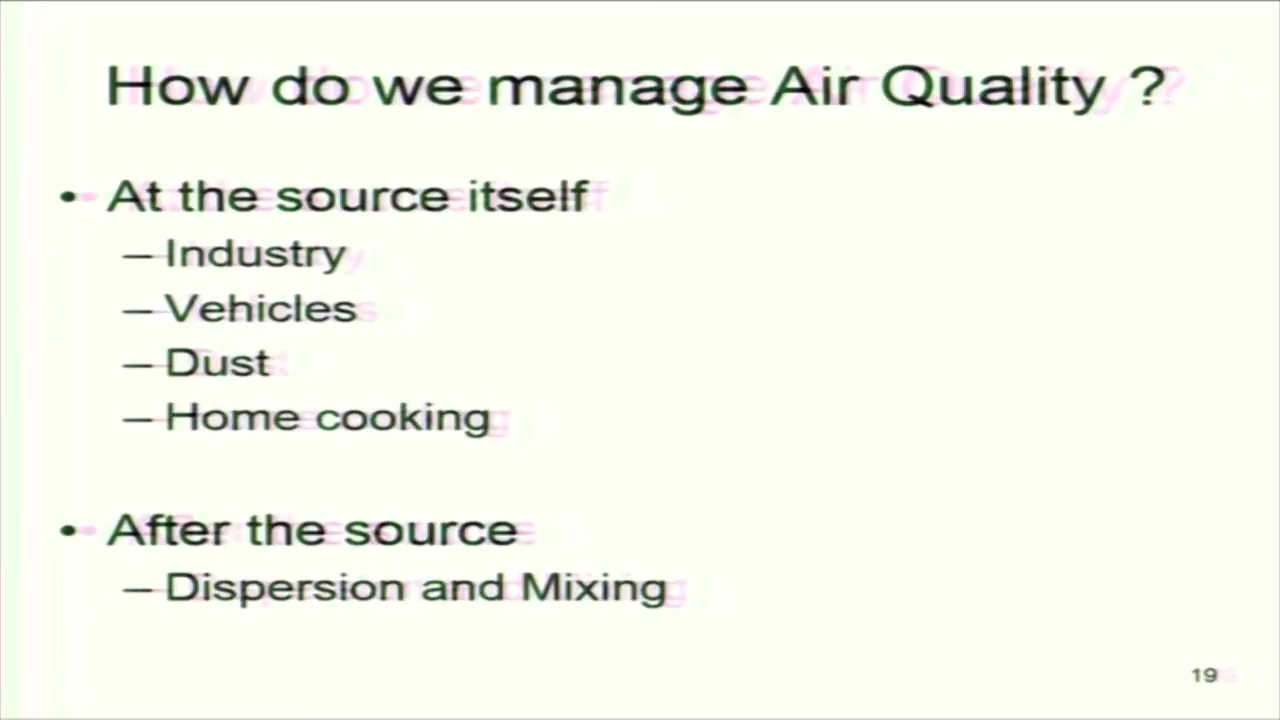 How do we manage Air Quality ?
• At the source itself
– Industry
– Vehicles
– Dust
– Home cooking
• After the source
– Dispersion and Mixing
19